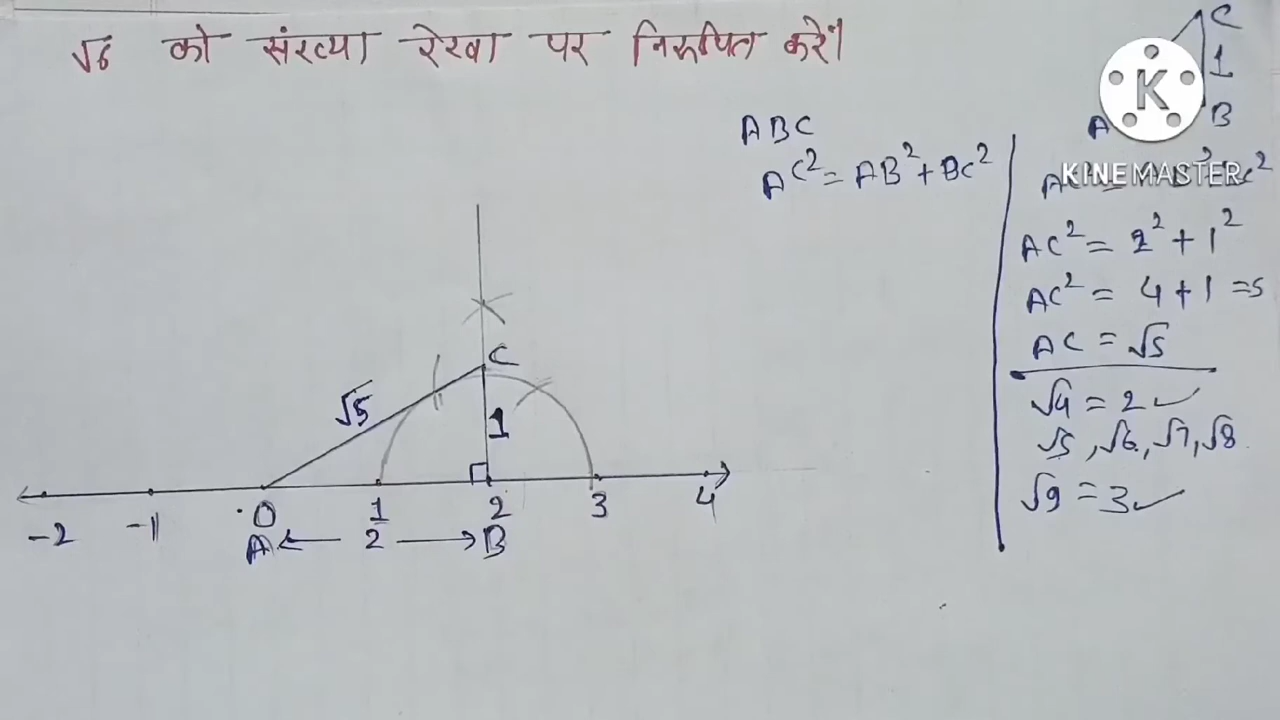 √6 को संख्या रेखा पर निरूपित करें।
C
1
A B
K
KINEMASTER
ABC
AC² = AB² + BC²
AC² = 2² + 1²
AC² = 4 + 1 = 5
AC = √5
√4 = 2 ✓
√5, √6, √7, √8
√9 = 3 ✓
C
√5
1
-2 -1 0 1 2 3 4
A ← 2 → B